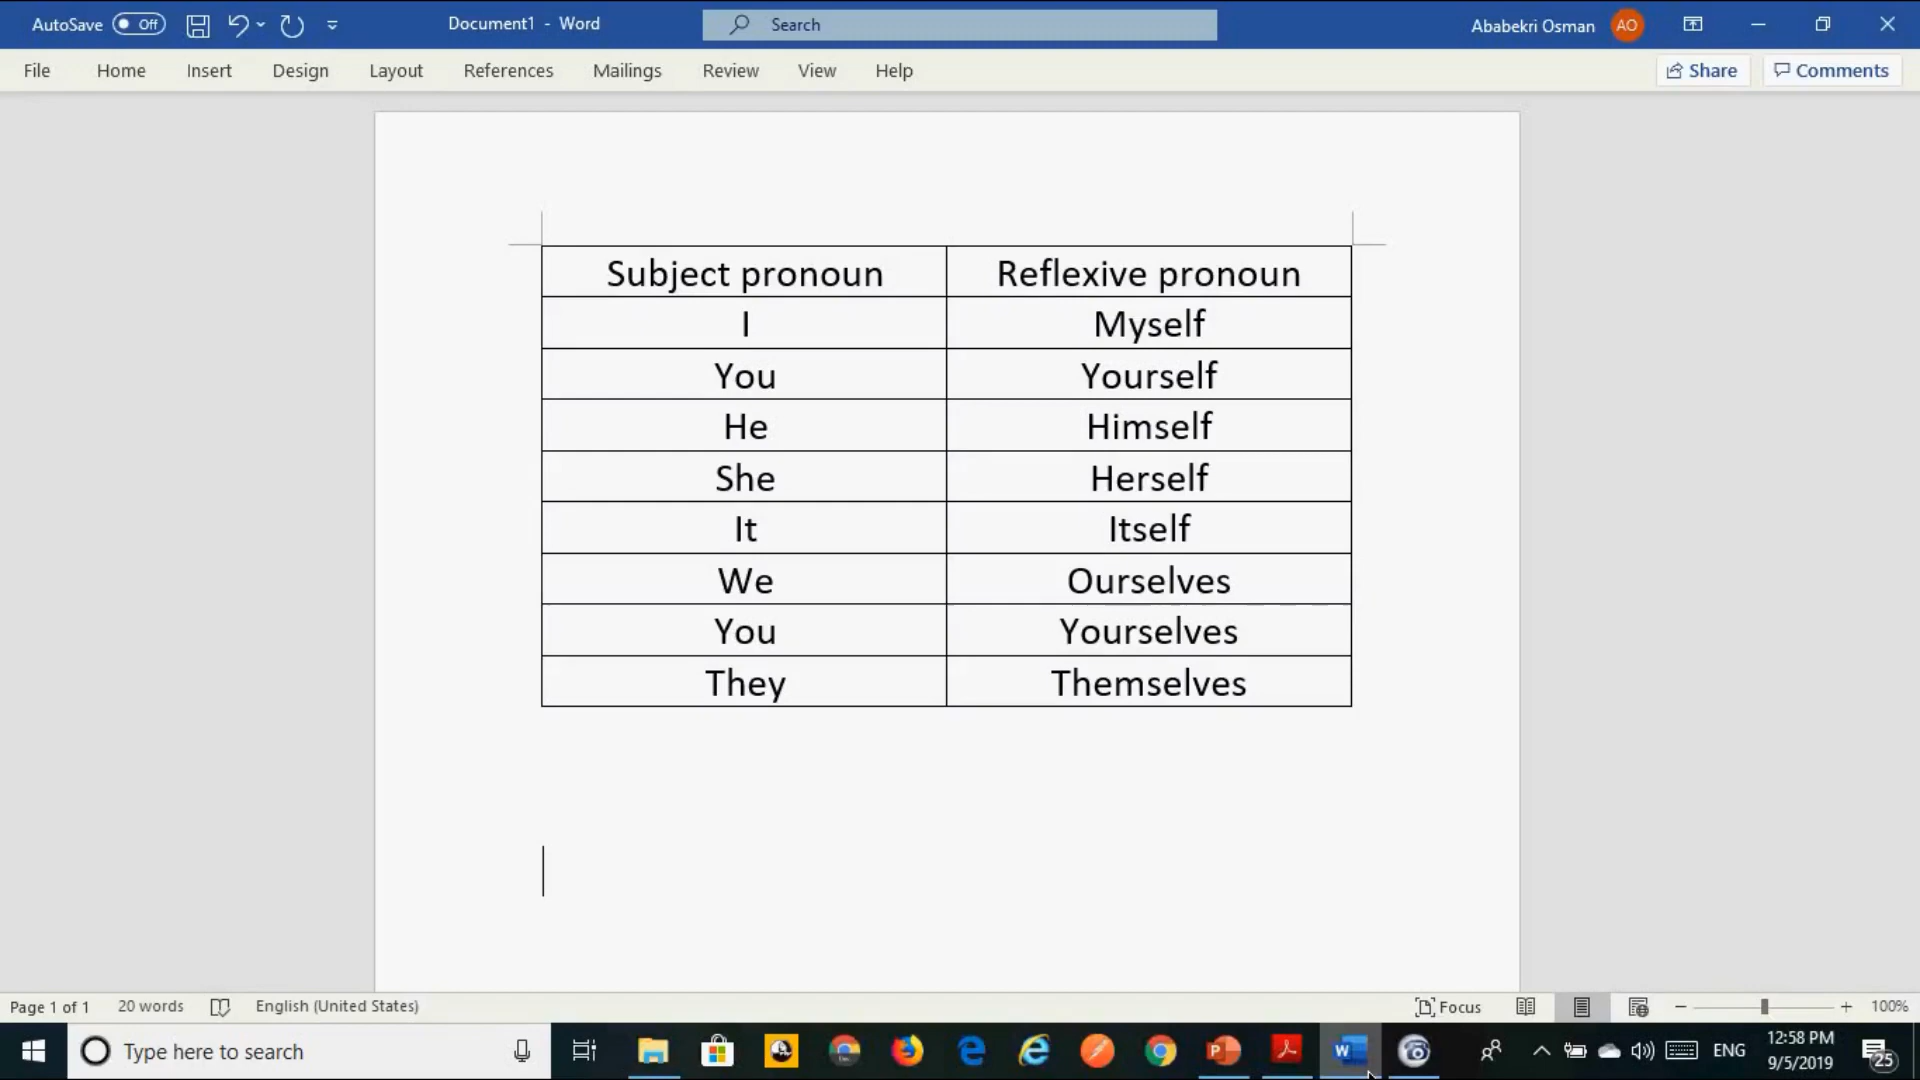 AutoSave Off Document1 - Word Search Ababekri Osman AO
File Home Insert Design Layout References Mailings Review View Help Share Comments
Subject pronoun Reflexive pronoun
I Myself
You Yourself
He Himself
She Herself
It Itself
We Ourselves
You Yourselves
They Themselves
Page 1 of 1 20 words English (United States) Focus 100%
Type here to search ENG 12:58 PM
9/5/2019 25